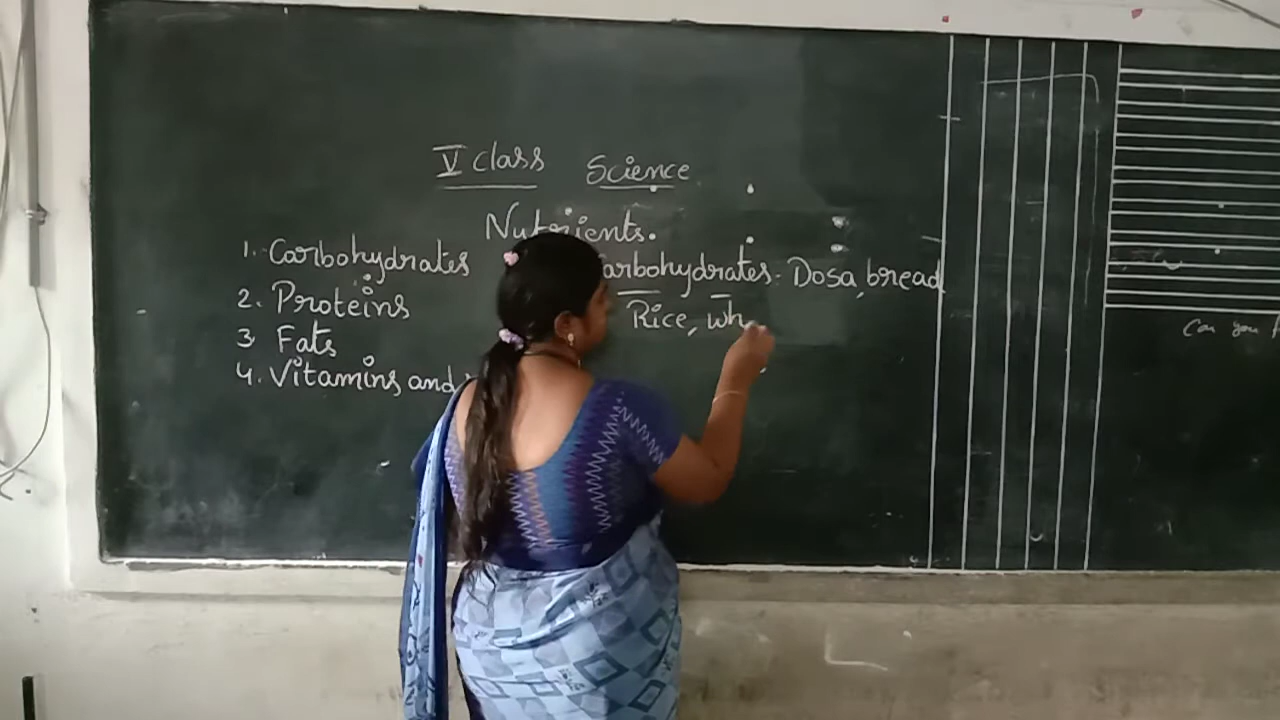 V class Science
Nutrients.
1. Carbohydrates
2. Proteins
3 Fats
4. Vitamins and
Carbohydrates: Dosa, bread
Rice, wh
Can you